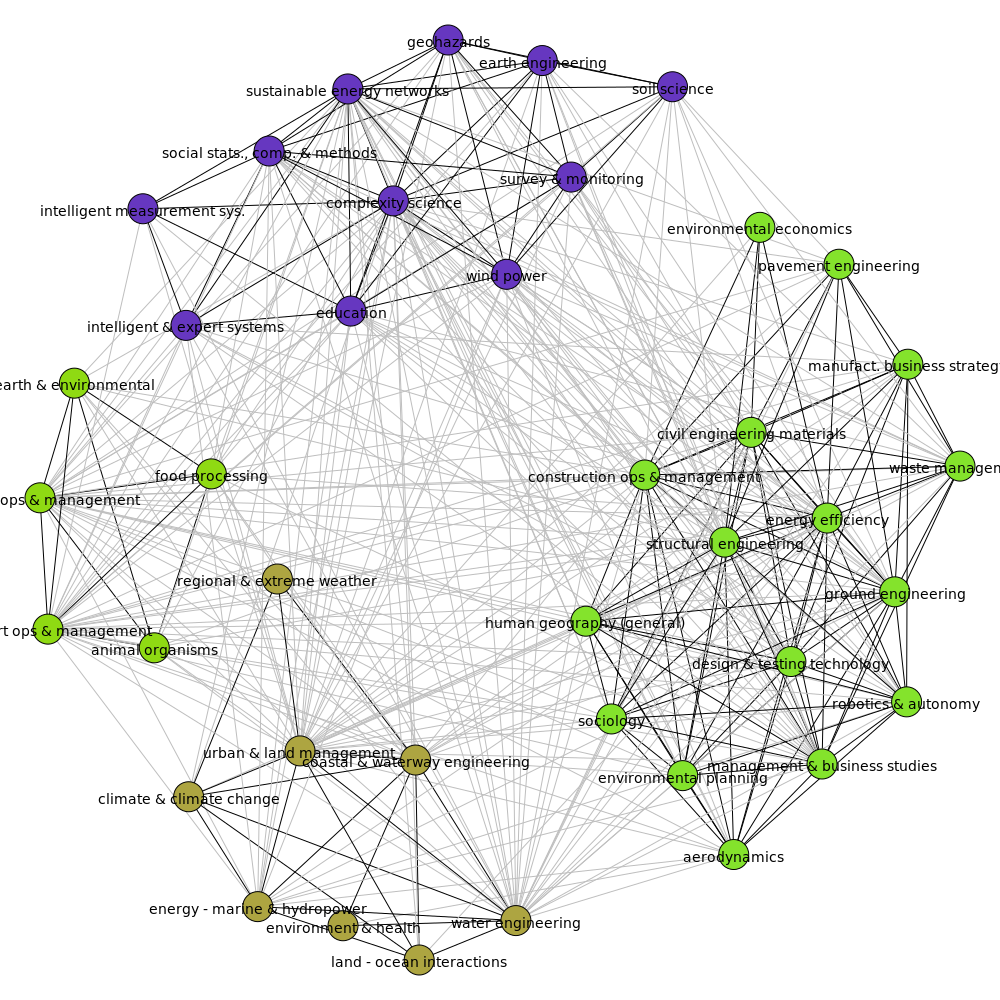 geohazards
earth engineering
sustainable energy networks
soil science
social stats., comp. & methods
survey & monitoring
intelligent measurement sys.
complexity science
environmental economics
pavement engineering
wind power
education
intelligent & expert systems
manufact. business strategy
earth & environmental
civil engineering materials
waste managen
food processing
construction ops & management
ops & management
energy efficiency
structural engineering
regional & extreme weather
ground engineering
human geography (general)
rt ops & management
animal organisms
design & testing technology
robotics & autonomy
sociology
urban & land management
coastal & waterway engineering
management & business studies
environmental planning
climate & climate change
aerodynamics
energy - marine & hydropower
water engineering
environment & health
land - ocean interactions